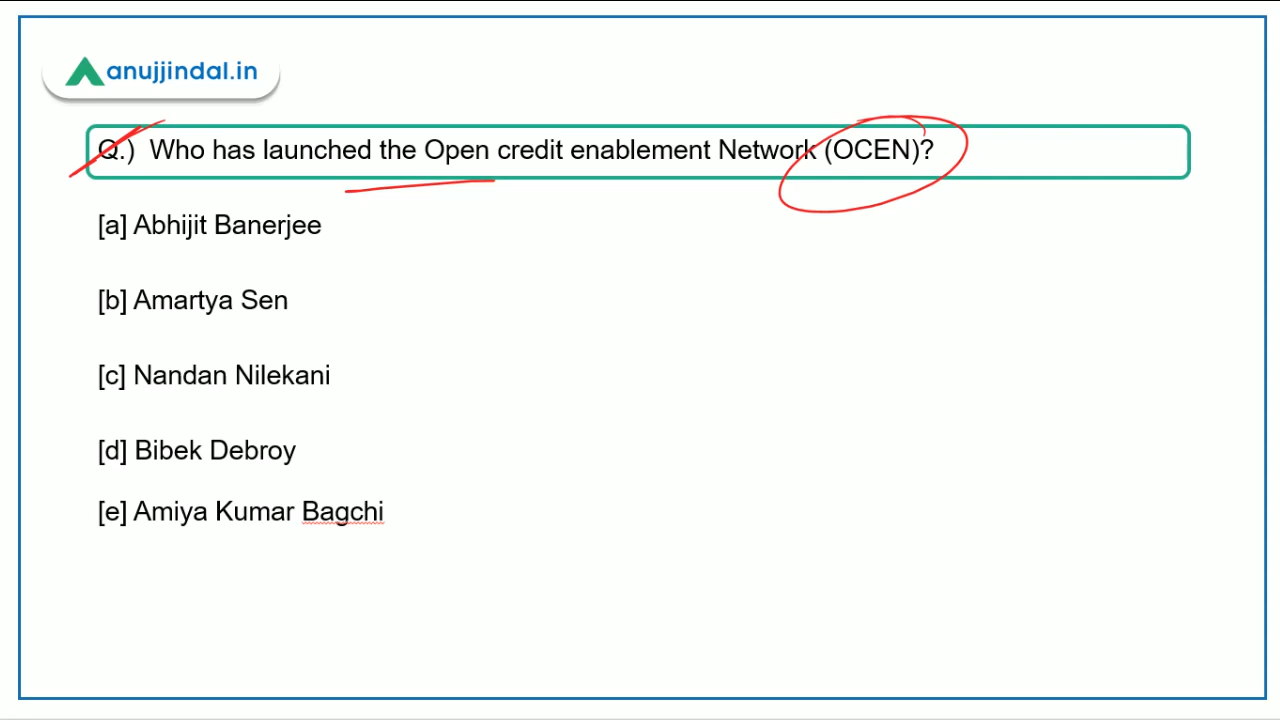 anujjindal.in
Q.) Who has launched the Open credit enablement Network (OCEN)?
[a] Abhijit Banerjee
[b] Amartya Sen
[c] Nandan Nilekani
[d] Bibek Debroy
[e] Amiya Kumar Bagchi